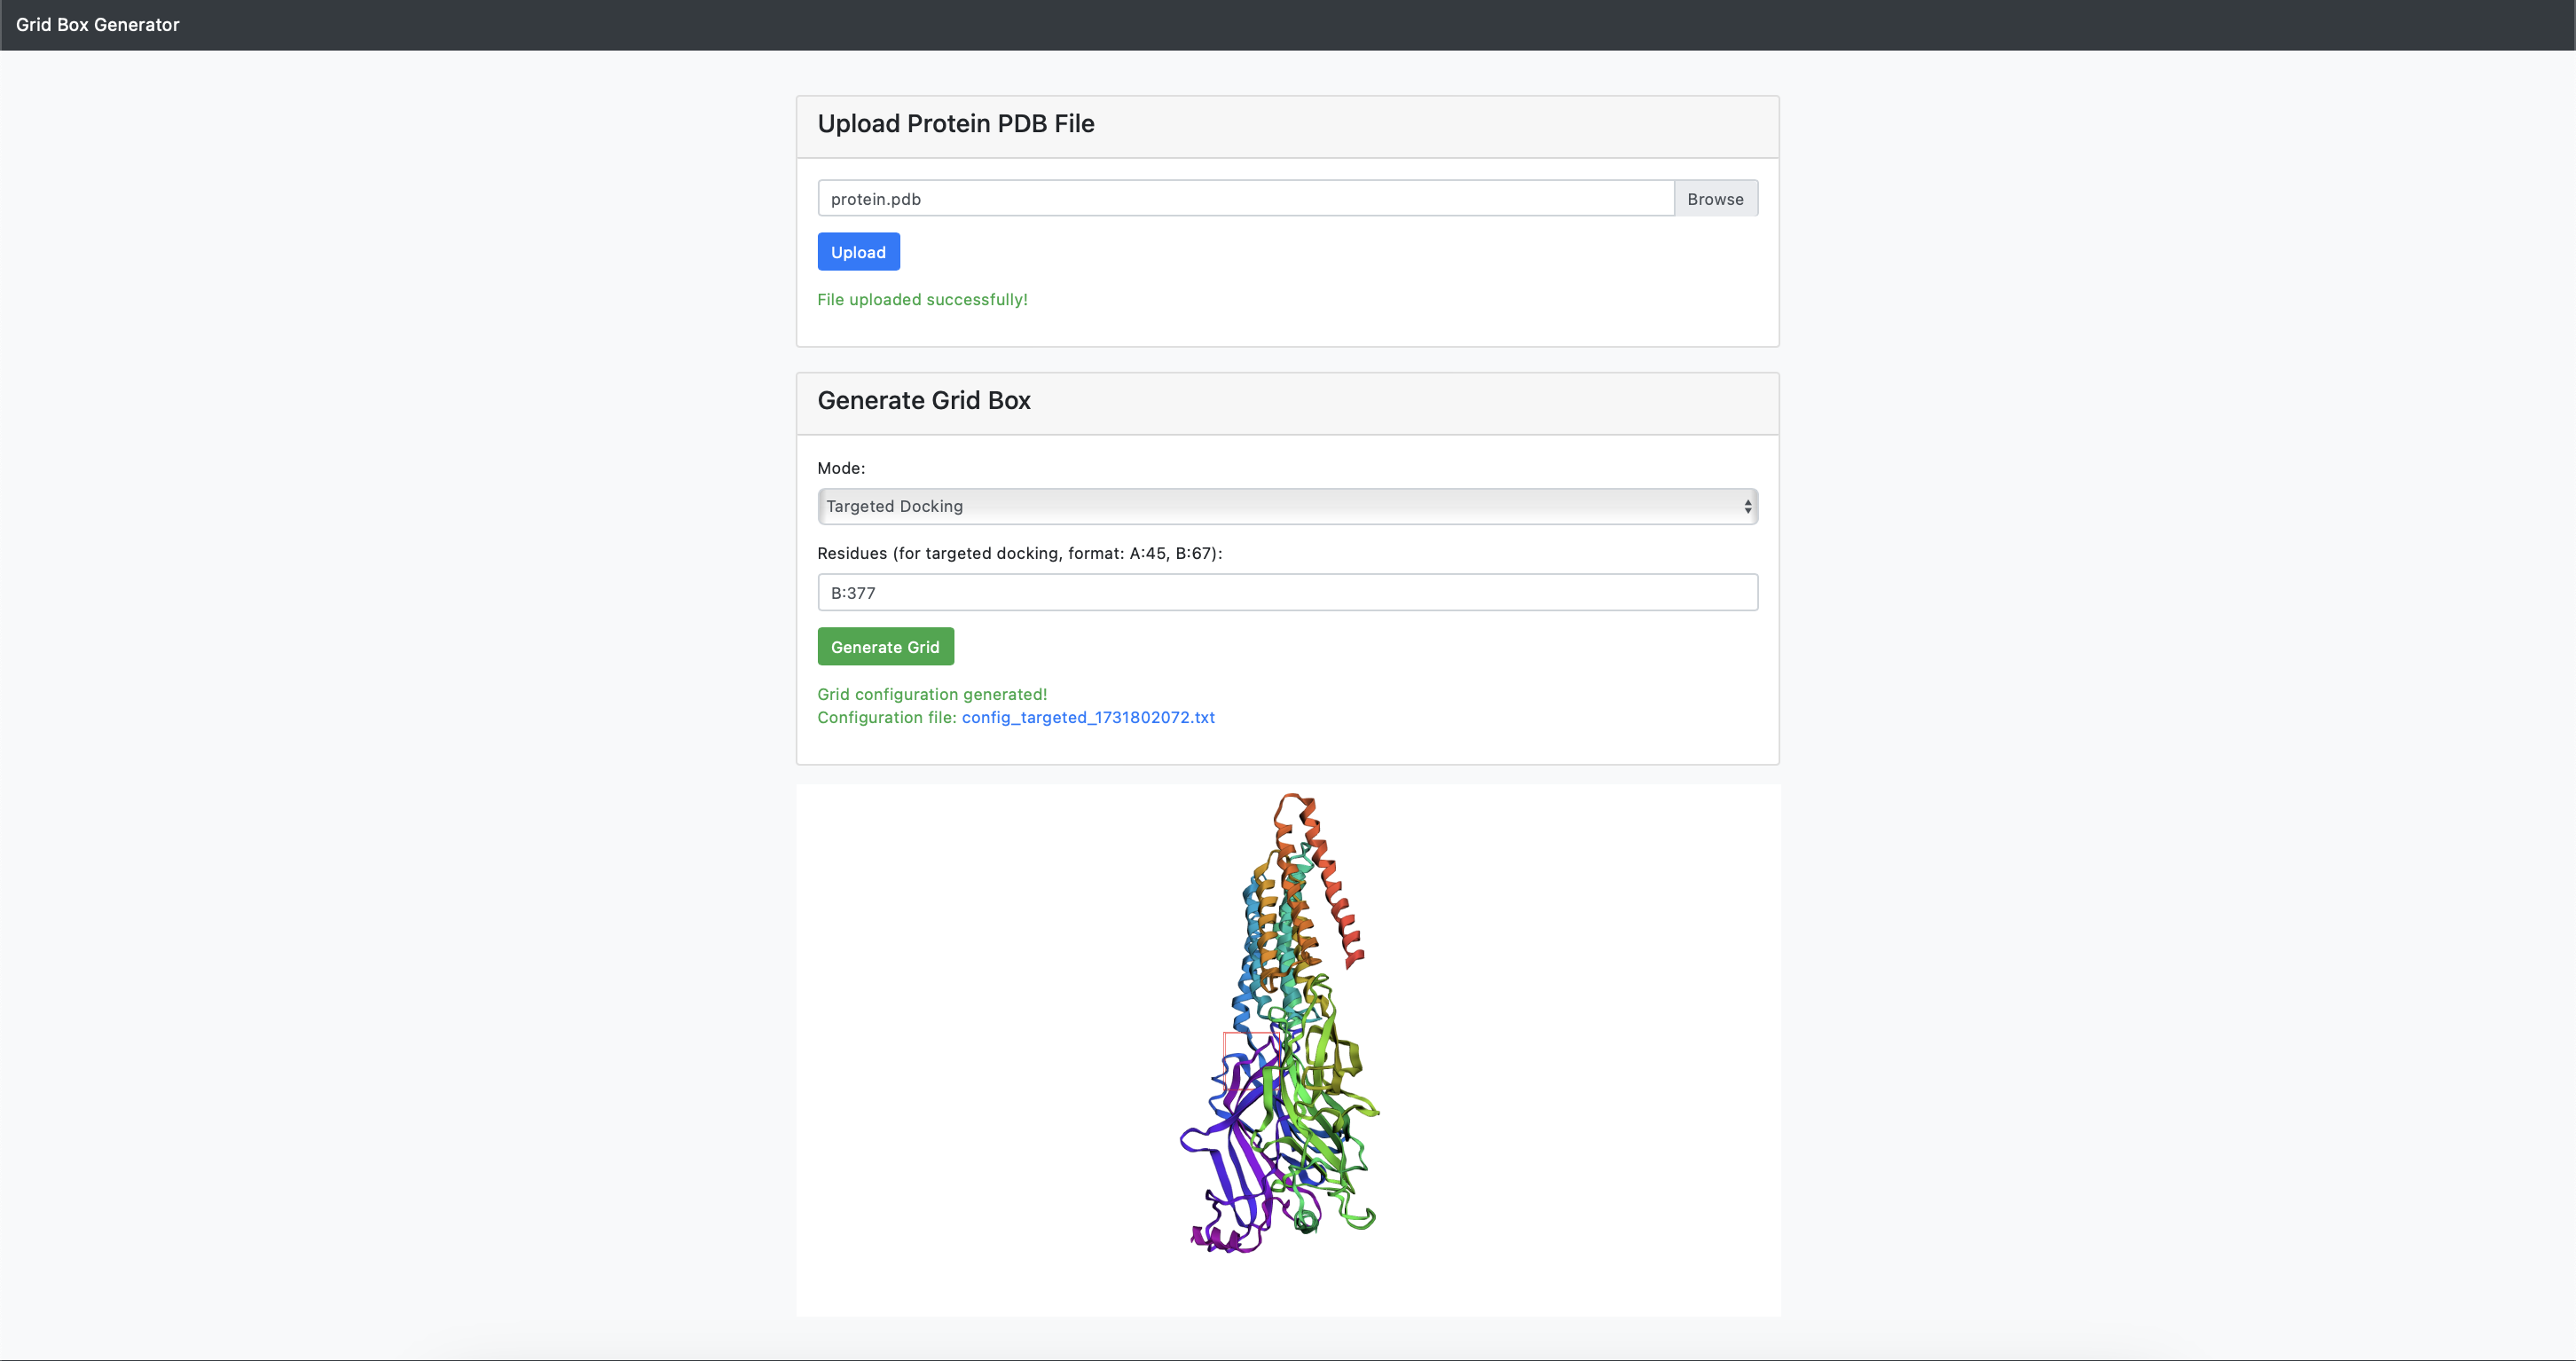 Grid Box Generator
Upload Protein PDB File
protein.pdb
Browse
Upload
File uploaded successfully!
Generate Grid Box
Mode:
Targeted Docking
Residues (for targeted docking, format: A:45, B:67):
B:377
Generate Grid
Grid configuration generated!
Configuration file: config_targeted_1731802072.txt